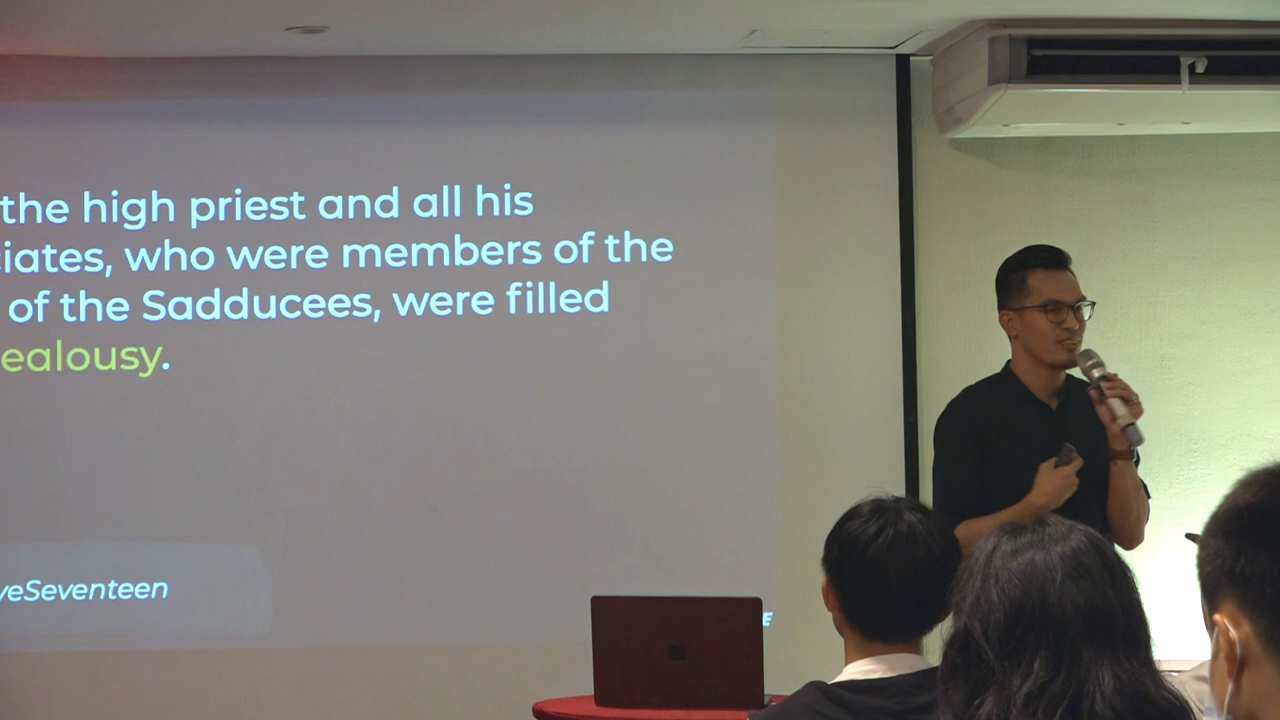 the high priest and all his
ciates, who were members of the
of the Sadducees, were filled
ealousy.
veSeventeen
E